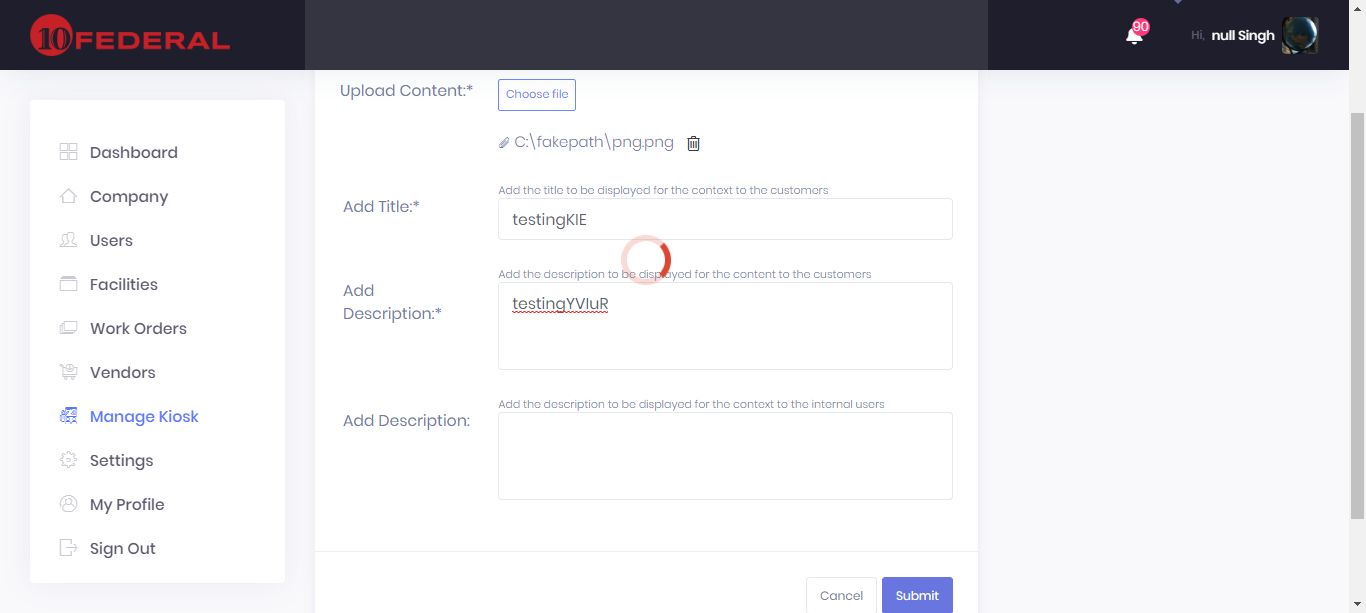 10 FEDERAL
90
Hi, null Singh
Dashboard
Company
Users
Facilities
Work Orders
Vendors
Manage Kiosk
Settings
My Profile
Sign Out
Upload Content:*
Choose file
C:\fakepath\png.png
Add the title to be displayed for the context to the customers
Add Title:*
testingKIE
Add the description to be displayed for the content to the customers
Add
Description:*
testingYVIuR
Add the description to be displayed for the context to the internal users
Add Description:
Cancel
Submit